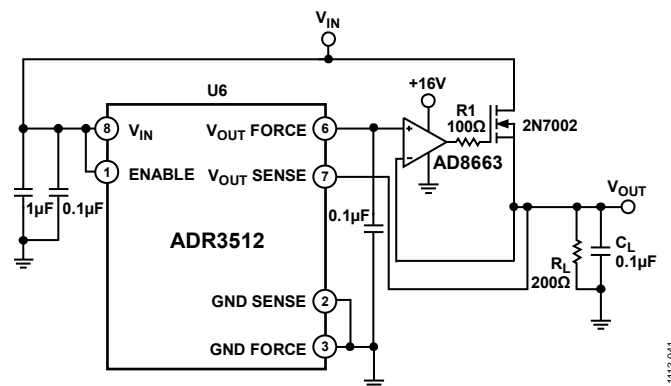 VIN
U6
+16V
8
VIN
VOUT FORCE
6
R1
100Ω
2N7002
1
ENABLE
VOUT SENSE
7
+
–
AD8663
VOUT
1µF
0.1µF
0.1µF
ADR3512
RL
200Ω
CL
0.1µF
GND SENSE
2
GND FORCE
3